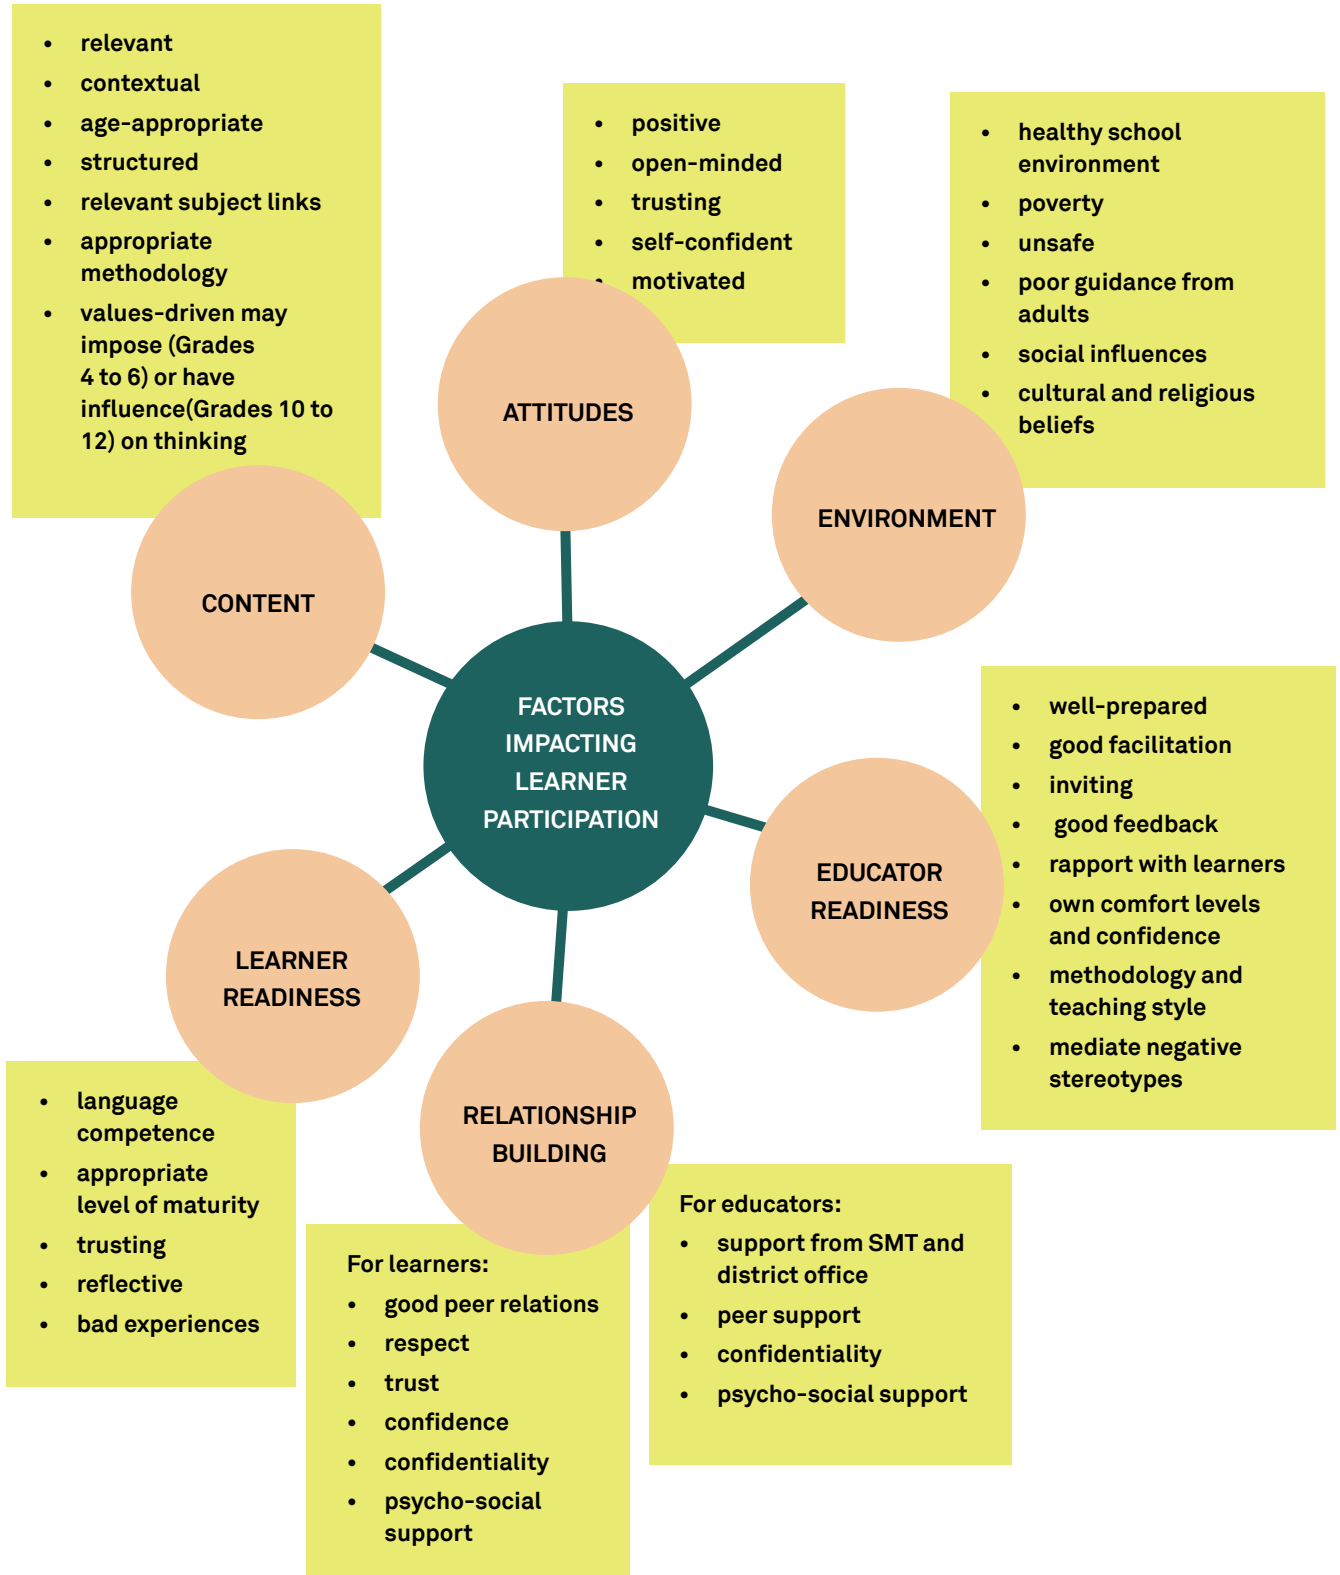 • relevant
• contextual
• age-appropriate
• structured
• relevant subject links
• appropriate
methodology
• values-driven may
impose (Grades
4 to 6) or have
influence(Grades 10 to
12) on thinking
CONTENT
• positive
• open-minded
• trusting
• self-confident
• motivated
ATTITUDES
• healthy school
environment
• poverty
• unsafe
• poor guidance from
adults
• social influences
• cultural and religious
beliefs
ENVIRONMENT
FACTORS
IMPACTING
LEARNER
PARTICIPATION
• well-prepared
• good facilitation
• inviting
• good feedback
• rapport with learners
• own comfort levels
and confidence
• methodology and
teaching style
• mediate negative
stereotypes
EDUCATOR
READINESS
LEARNER
READINESS
• language
competence
• appropriate
level of maturity
• trusting
• reflective
• bad experiences
RELATIONSHIP
BUILDING
For learners:
• good peer relations
• respect
• trust
• confidence
• confidentiality
• psycho-social
support
For educators:
• support from SMT and
district office
• peer support
• confidentiality
• psycho-social support